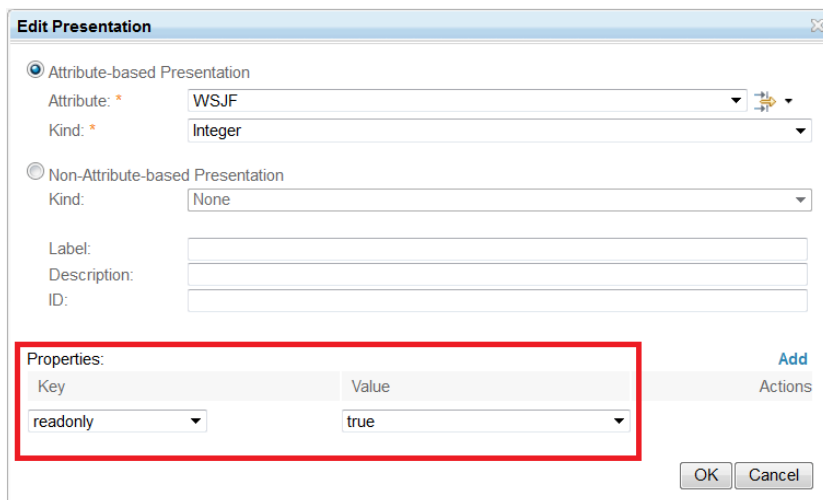 Edit Presentation
Attribute-based Presentation
Attribute: * WSJF
Kind: * Integer
Non-Attribute-based Presentation
Kind: None
Label:
Description:
ID:
Properties: Add
Key Value Actions
readonly true
OK Cancel